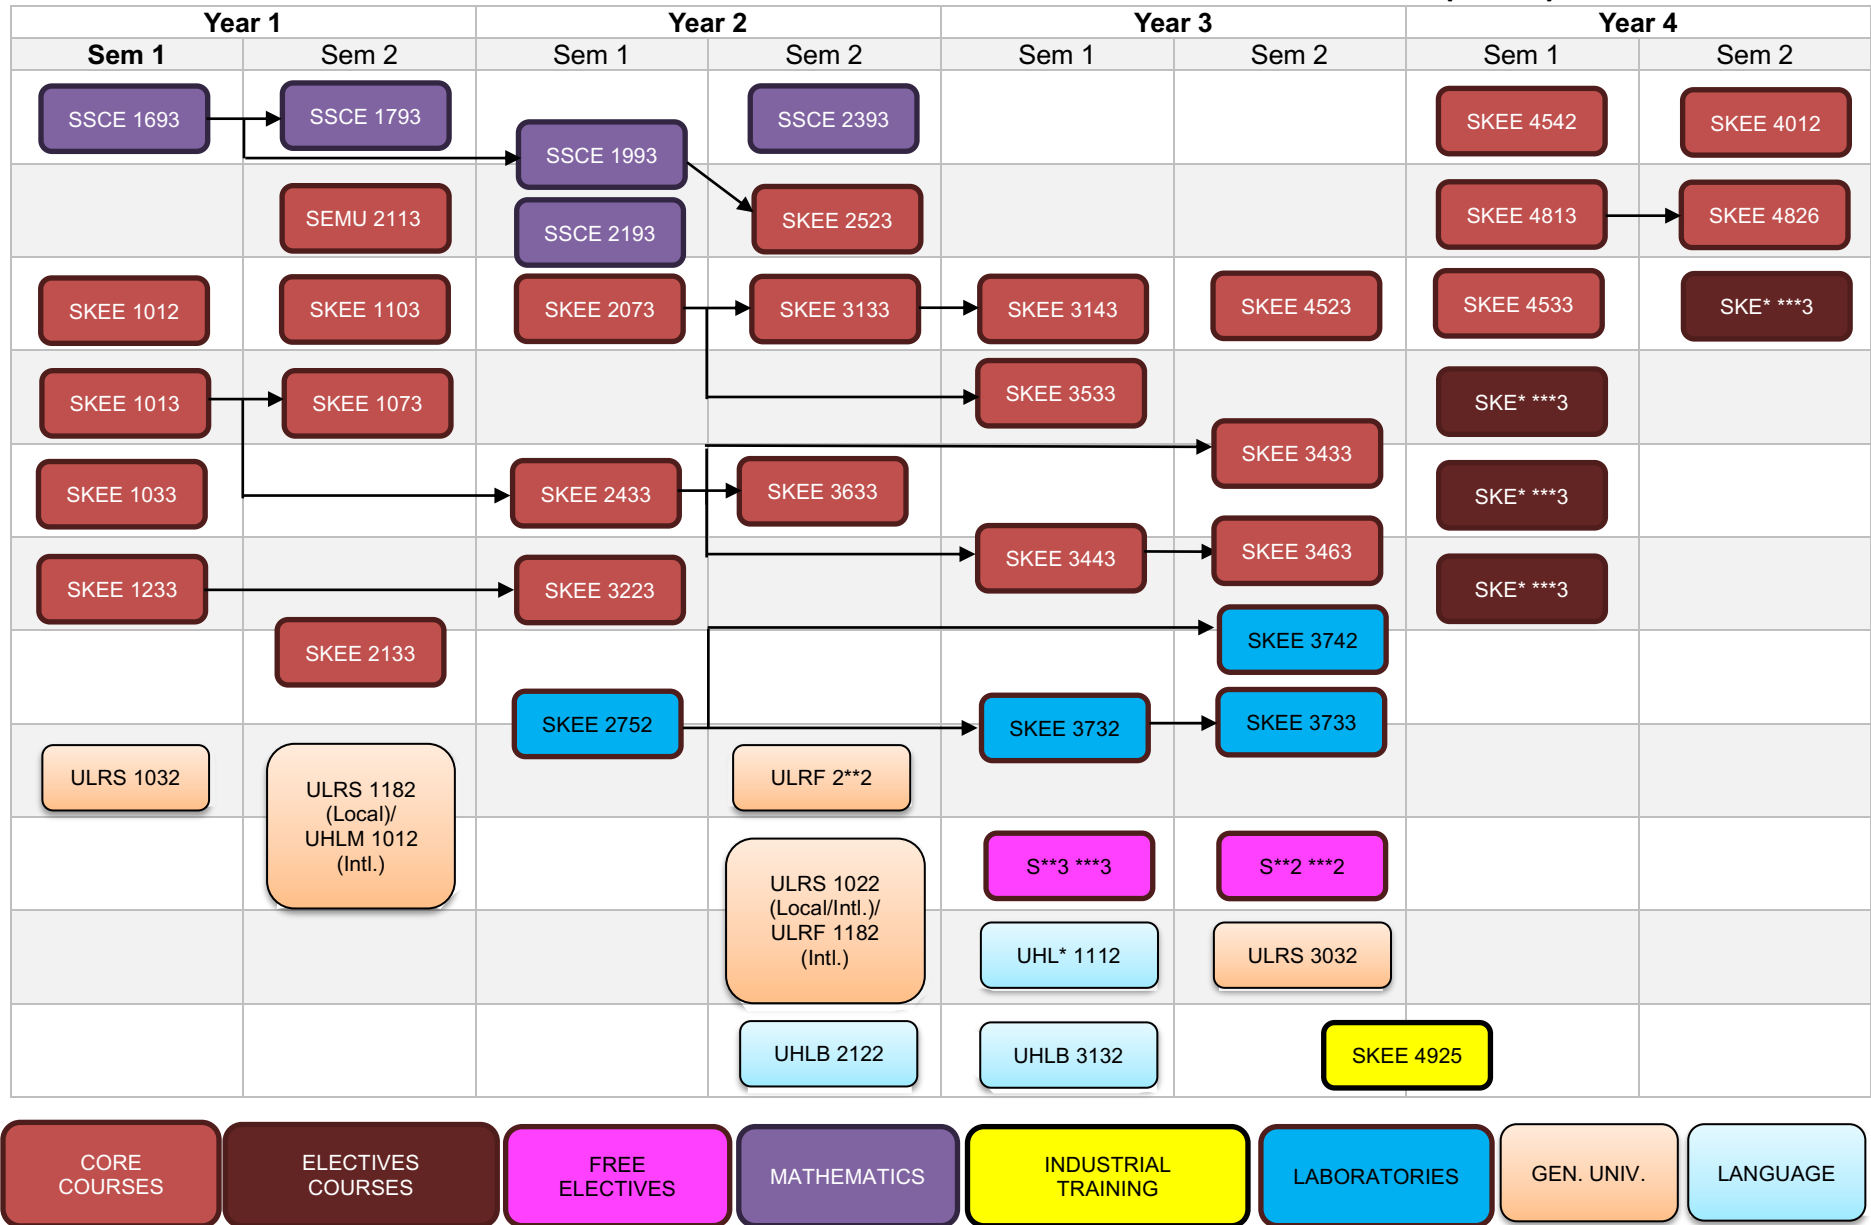 Year 1
Year 2
Year 3
Year 4
Sem 1
Sem 2
Sem 1
Sem 2
Sem 1
Sem 2
Sem 1
Sem 2
SSCE 1693
SSCE 1793
SSCE 1993
SSCE 2393
SKEE 4542
SKEE 4012
SEMU 2113
SSCE 2193
SKEE 2523
SKEE 4813
SKEE 4826
SKEE 1012
SKEE 1103
SKEE 2073
SKEE 3133
SKEE 3143
SKEE 4523
SKEE 4533
SKE* ***3
SKEE 1013
SKEE 1073
SKEE 3533
SKE* ***3
SKEE 1033
SKEE 2433
SKEE 3633
SKEE 3433
SKE* ***3
SKEE 1233
SKEE 3223
SKEE 3443
SKEE 3463
SKE* ***3
SKEE 2133
SKEE 3742
SKEE 2752
SKEE 3732
SKEE 3733
ULRS 1032
ULRS 1182
(Local)/
UHLM 1012
(Intl.)
ULRF 2**2
ULRS 1022
(Local/Intl.)/
ULRF 1182
(Intl.)
S**3 ***3
S**2 ***2
UHL* 1112
ULRS 3032
UHLB 2122
UHLB 3132
SKEE 4925
CORE
COURSES
ELECTIVES
COURSES
FREE
ELECTIVES
MATHEMATICS
INDUSTRIAL
TRAINING
LABORATORIES
GEN. UNIV.
LANGUAGE